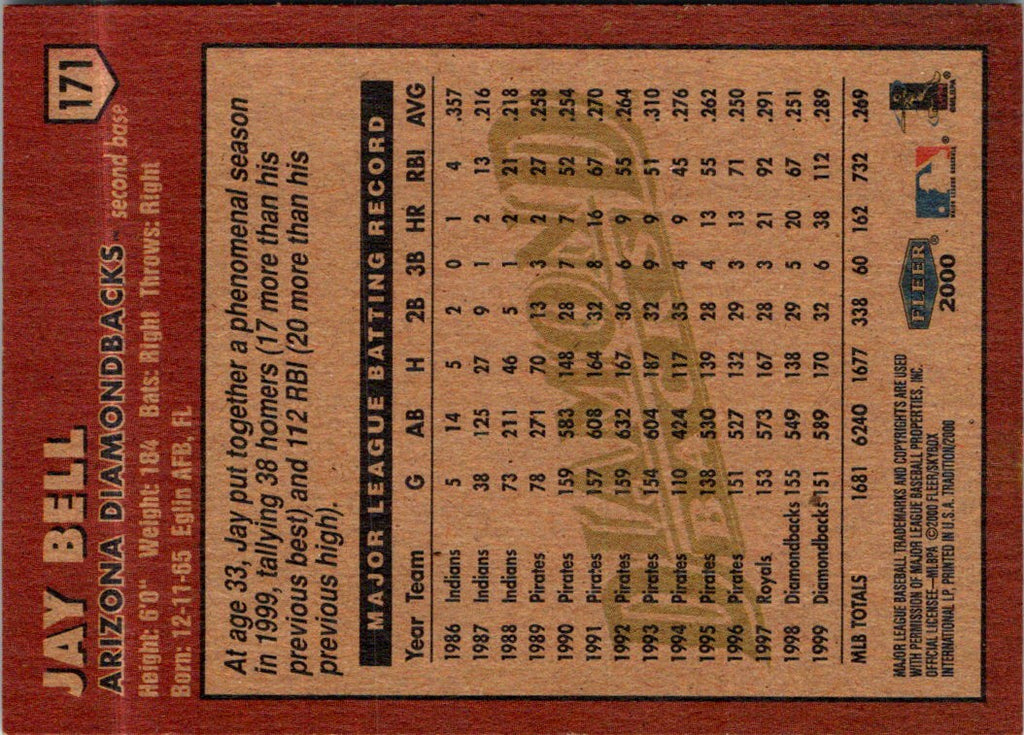 171
JAY BELL
ARIZONA DIAMONDBACKS™ second base
Height: 6'0" Weight: 184 Bats: Right Throws: Right
Born: 12-11-65 Eglin AFB, FL
At age 33, Jay put together a phenomenal season
in 1999, tallying 38 homers (17 more than his
previous best) and 112 RBI (20 more than his
previous high).
MAJOR LEAGUE BATTING RECORD
Year Team G AB H 2B 3B HR RBI AVG
1986 Indians 5 14 5 2 0 1 4 .357
1987 Indians 38 125 27 9 1 2 13 .216
1988 Indians 73 211 46 5 1 2 21 .218
1989 Pirates 78 271 70 13 3 2 27 .258
1990 Pirates 159 583 148 28 7 7 52 .254
1991 Pirates 157 608 164 32 8 16 67 .270
1992 Pirates 159 632 167 36 6 9 55 .264
1993 Pirates 154 604 187 32 9 9 51 .310
1994 Pirates 110 424 117 35 4 9 45 .276
1995 Pirates 138 530 139 28 4 13 55 .262
1996 Pirates 151 527 132 29 3 13 71 .250
1997 Royals 153 573 167 28 3 21 92 .291
1998 Diamondbacks 155 549 138 29 5 20 67 .251
1999 Diamondbacks 151 589 170 32 6 38 112 .289
MLB TOTALS 1681 6240 1677 338 60 162 732 .269
DIAMOND
BACKS
MAJOR LEAGUE BASEBALL TRADEMARKS AND COPYRIGHTS ARE USED
WITH PERMISSION OF MAJOR LEAGUE BASEBALL PROPERTIES, INC.
OFFICIAL LICENSEE—MLBPA ©2000 FLEER/SKYBOX
INTERNATIONAL LP, PRINTED IN U.S.A. TRADITION/2000
FLEER®
2000